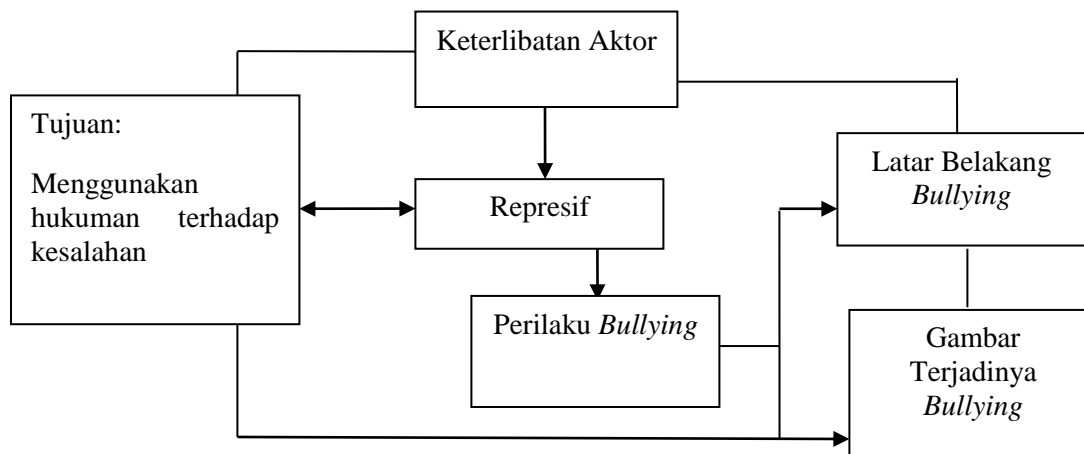 Keterlibatan Aktor
Tujuan:
Menggunakan
hukuman terhadap
kesalahan
Represif
Latar Belakang
Bullying
Perilaku Bullying
Gambar
Terjadinya
Bullying